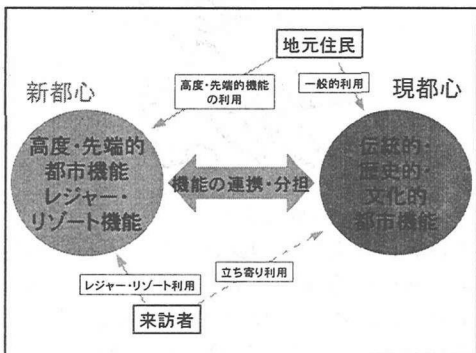 地元住民
新都心
高度・先端的機能
の利用
一般的利用
現都心
高度・先端的
都市機能
レジャー・
リゾート機能
機能の連携・分担
伝統的・
歴史的・
文化的
都市機能
レジャー・リゾート利用
立ち寄り利用
来訪者